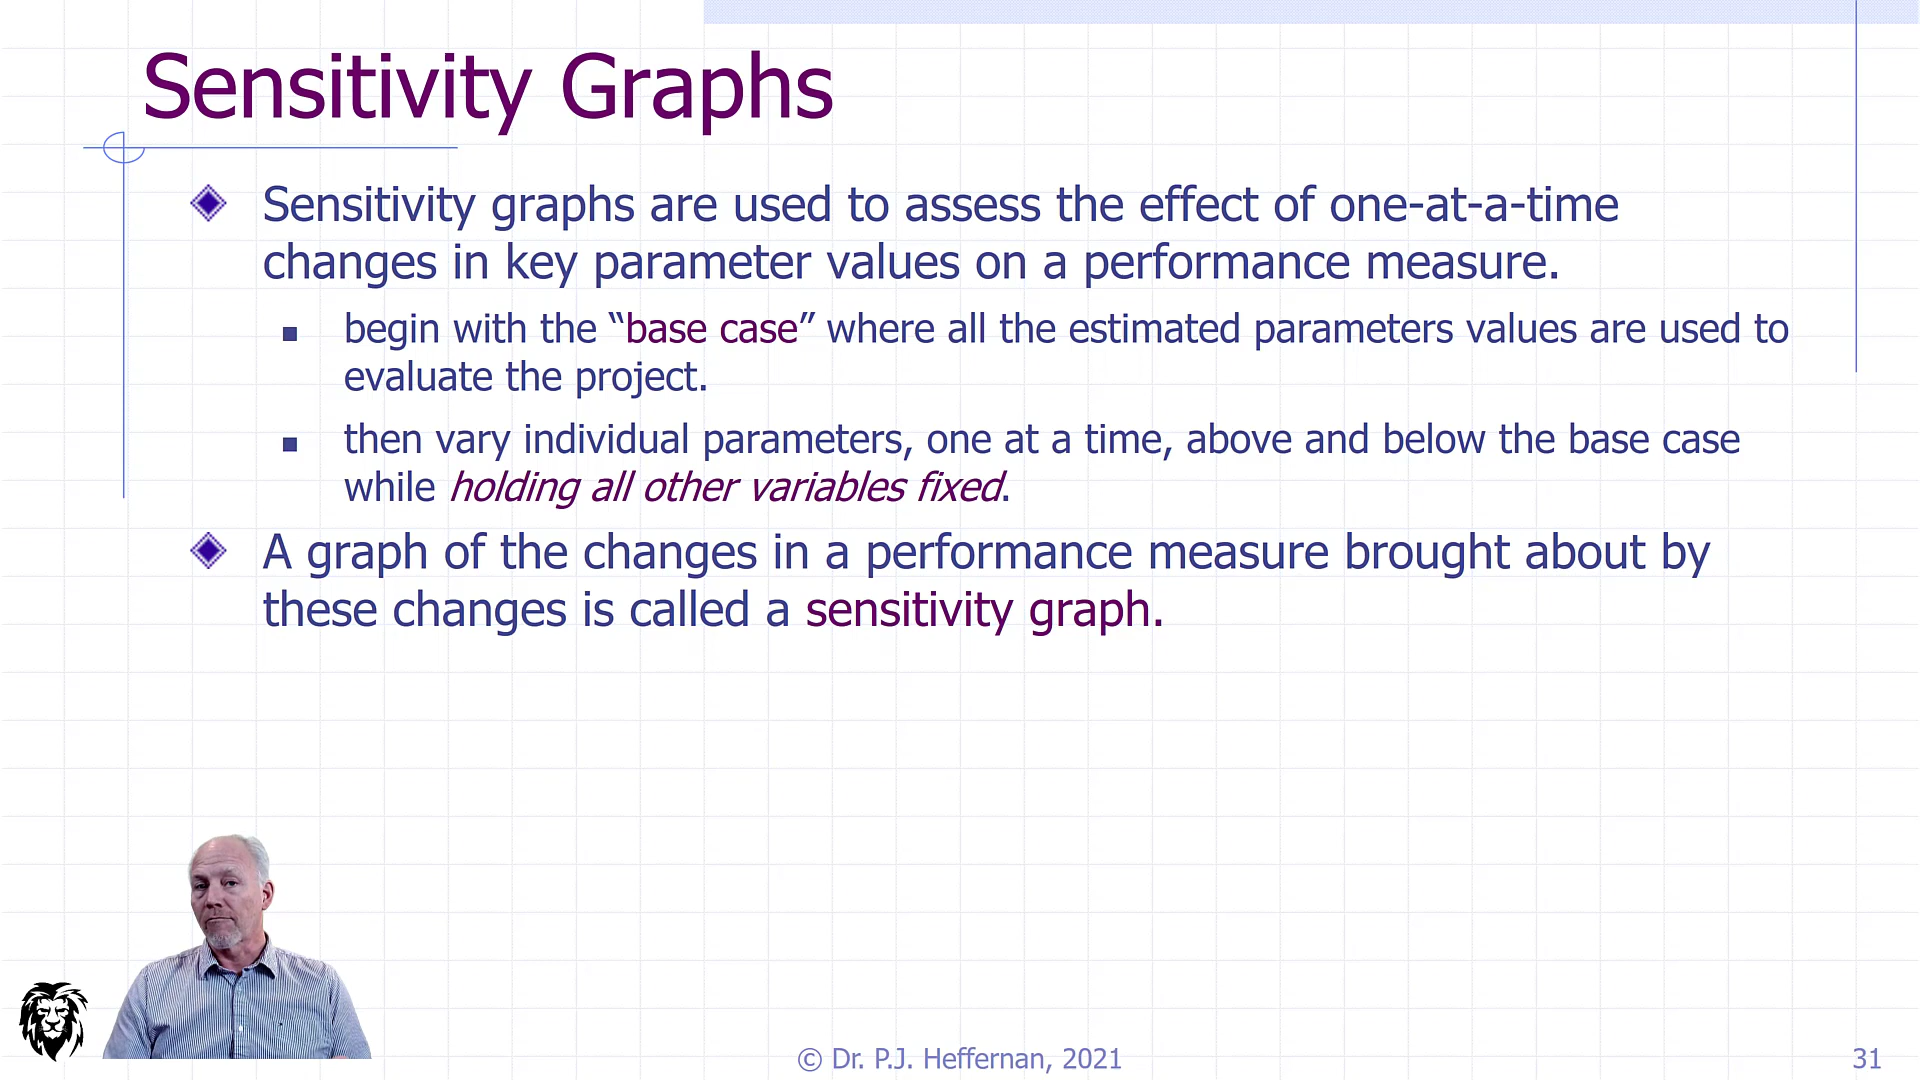 Sensitivity Graphs
Sensitivity graphs are used to assess the effect of one-at-a-time
changes in key parameter values on a performance measure.
begin with the “base case” where all the estimated parameters values are used to
evaluate the project.
then vary individual parameters, one at a time, above and below the base case
while holding all other variables fixed.
A graph of the changes in a performance measure brought about by
these changes is called a sensitivity graph.
© Dr. P.J. Heffernan, 2021
31